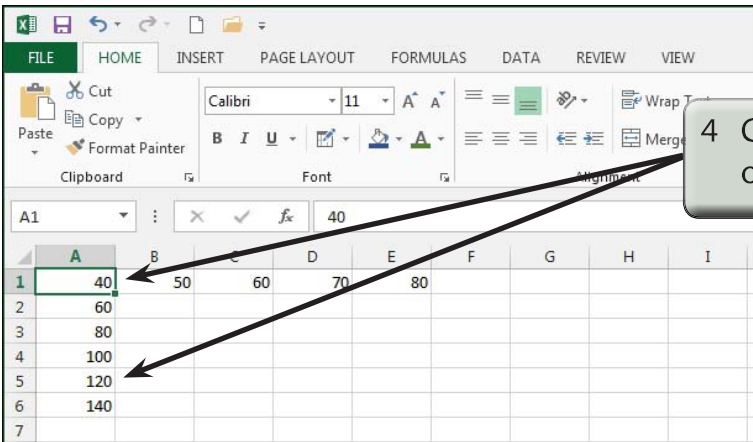 FILE HOME INSERT PAGE LAYOUT FORMULAS DATA REVIEW VIEW
Cut
Copy
Paste
Format Painter
Calibri 11 A A
B I U A
Wrap
Clipboard Font Alignment
4
A1 fx 40
A B C D E F G H I
1 40 50 60 70 80
2 60
3 80
4 100
5 120
6 140
7